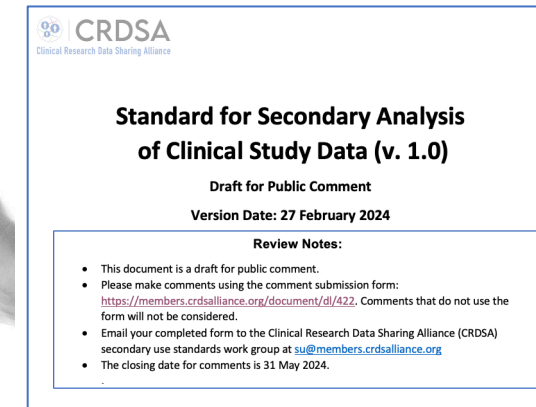 CRDSA
Clinical Research Data Sharing Alliance
Standard for Secondary Analysis
of Clinical Study Data (v. 1.0)
Draft for Public Comment
Version Date: 27 February 2024
Review Notes:
• This document is a draft for public comment.
• Please make comments using the comment submission form:
https://members.crdsalliance.org/document/dl/422. Comments that do not use the
form will not be considered.
• Email your completed form to the Clinical Research Data Sharing Alliance (CRDSA)
secondary use standards work group at su@members.crdsalliance.org
• The closing date for comments is 31 May 2024.
.